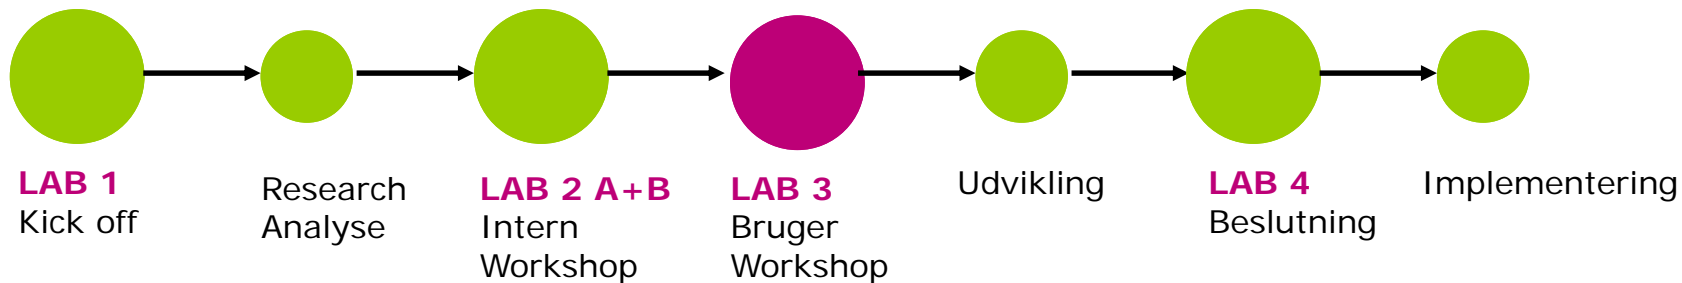 LAB 1
Kick off
Research
Analyse
LAB 2 A+B
Intern
Workshop
LAB 3
Bruger
Workshop
Udvikling
LAB 4
Beslutning
Implementering